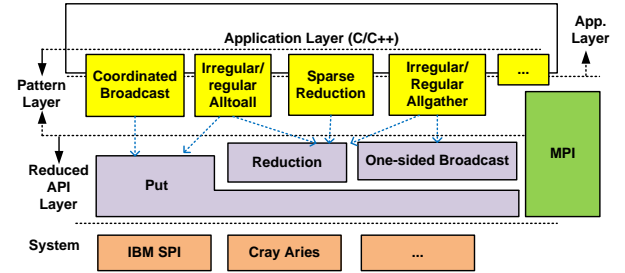 Application Layer (C/C++)
App.
Layer
Coordinated
Broadcast
Irregular/
regular
Alltoall
Sparse
Reduction
Irregular/
Regular
Allgather
...
Pattern
Layer
Reduced
API
Layer
Put
Reduction
One-sided Broadcast
MPI
System
IBM SPI
Cray Aries
...